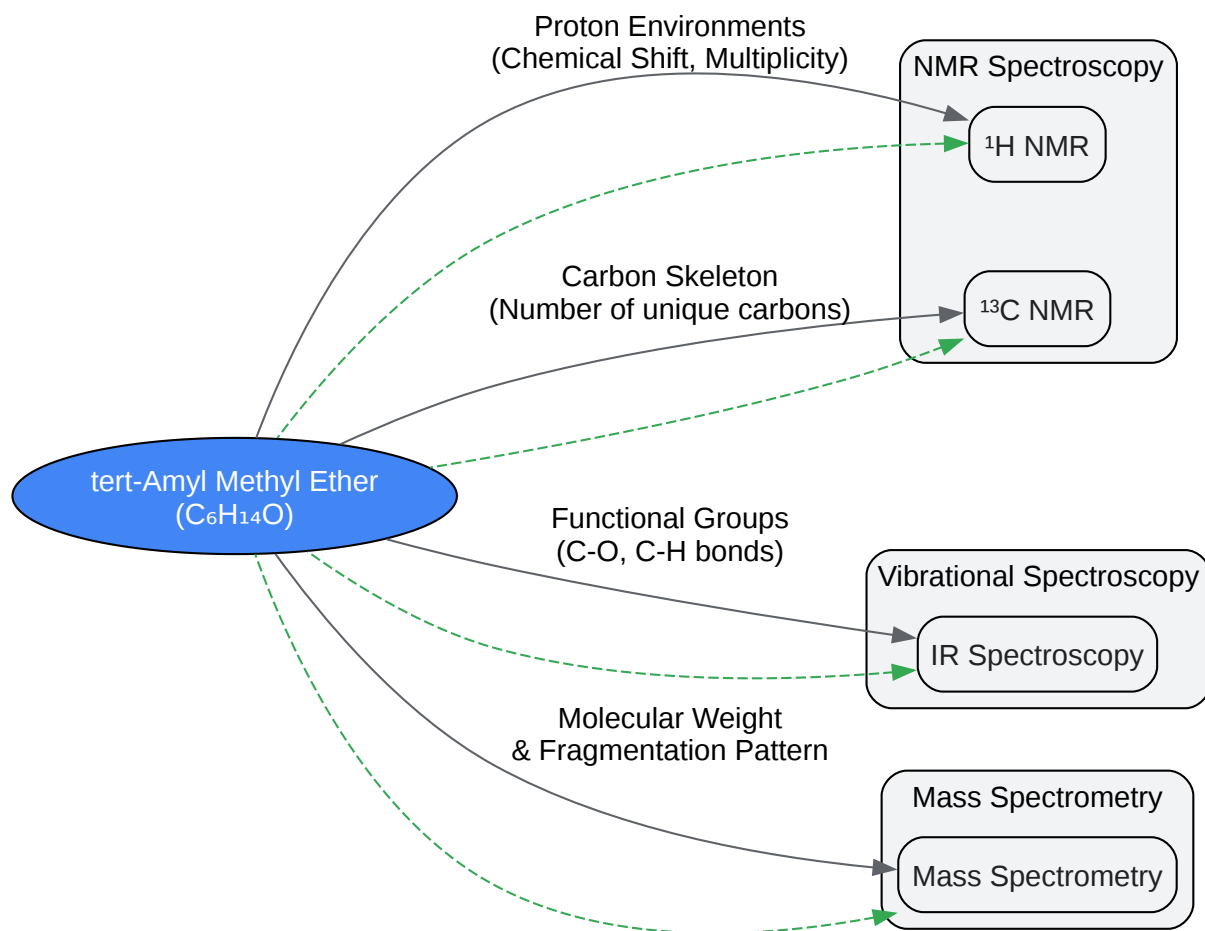 Proton Environments
(Chemical Shift, Multiplicity)
NMR Spectroscopy
¹H NMR
Carbon Skeleton
(Number of unique carbons)
¹³C NMR
tert-Amyl Methyl Ether
(C₆H₁₄O)
Functional Groups
(C-O, C-H bonds)
Vibrational Spectroscopy
IR Spectroscopy
Molecular Weight
& Fragmentation Pattern
Mass Spectrometry
Mass Spectrometry